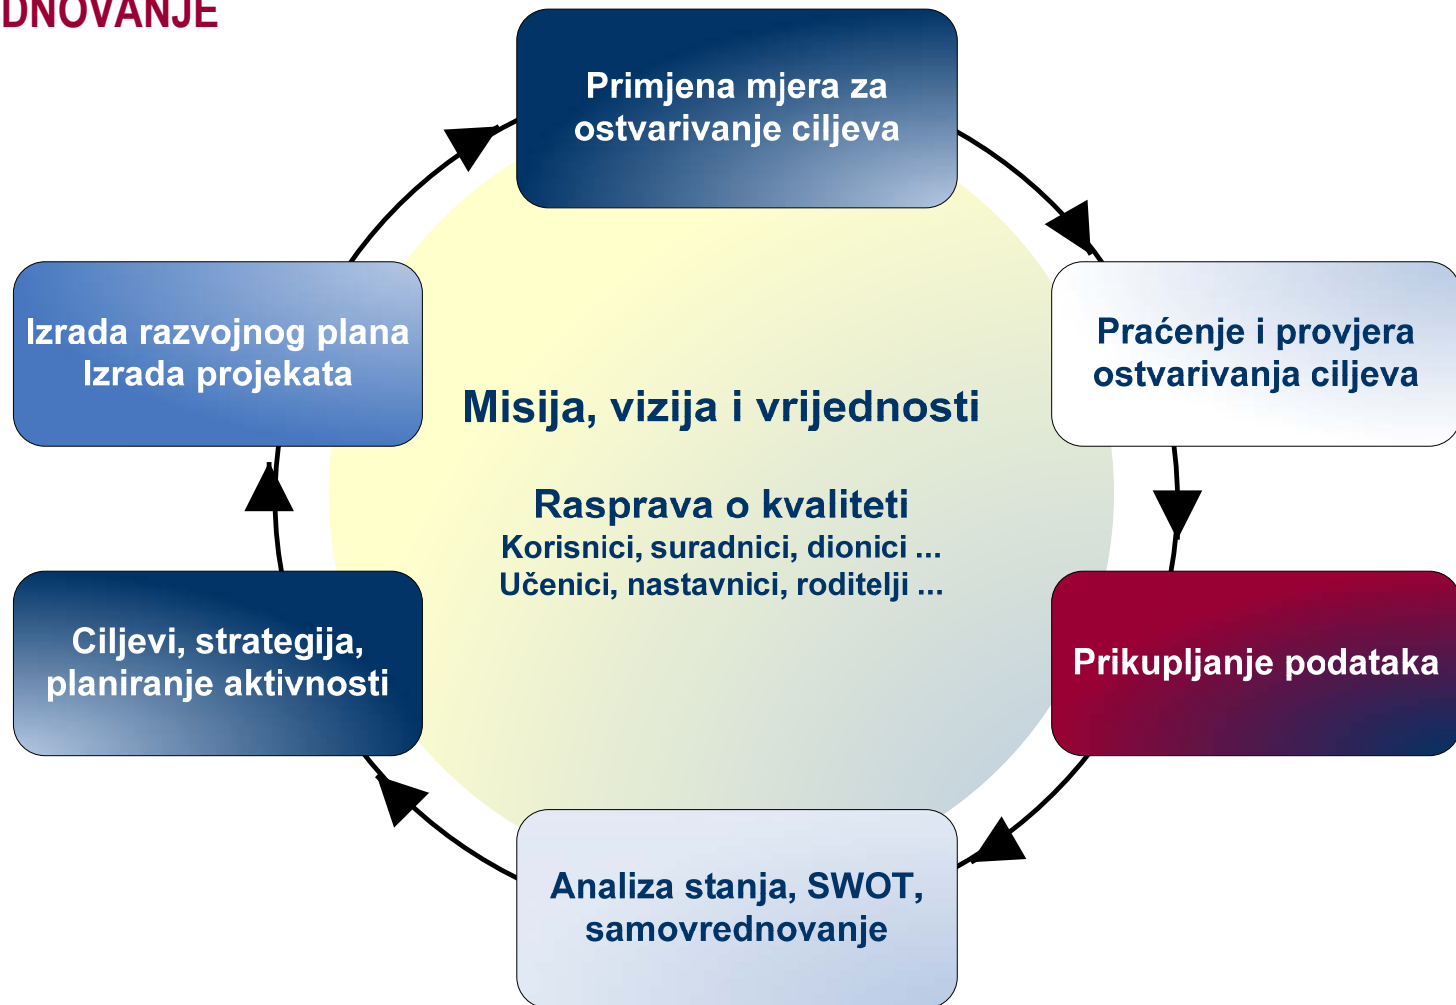 DNOVANJE
Primjena mjera za
ostvarivanje ciljeva
Izrada razvojnog plana
Izrada projekata
Praćenje i provjera
ostvarivanja ciljeva
Misija, vizija i vrijednosti
Rasprava o kvaliteti
Korisnici, suradnici, dionici ...
Učenici, nastavnici, roditelji ...
Ciljevi, strategija,
planiranje aktivnosti
Prikupljanje podataka
Analiza stanja, SWOT,
samovrednovanje